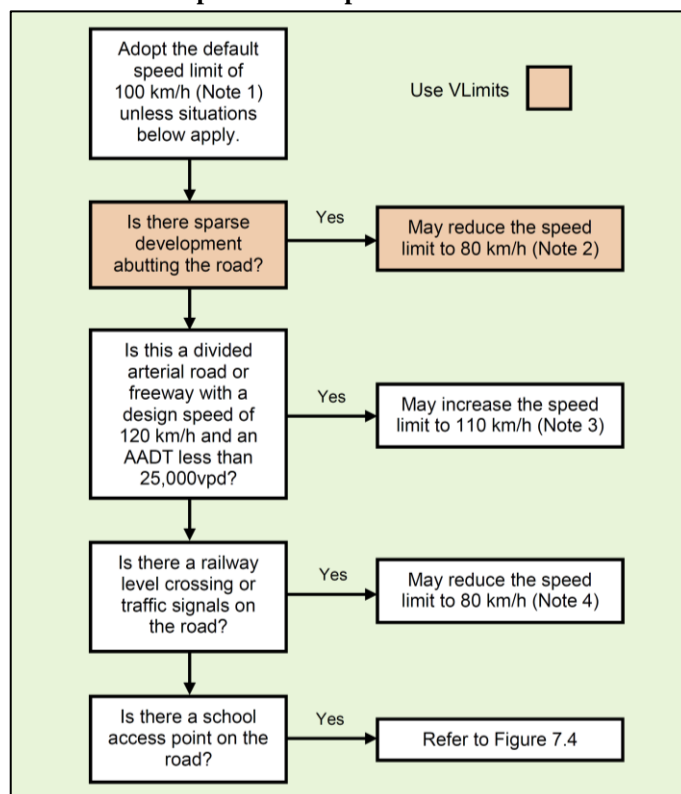 Adopt the default
speed limit of
100 km/h (Note 1)
unless situations
below apply.
Use VLimits
Is there sparse
development
abutting the road?
Yes
May reduce the speed
limit to 80 km/h (Note 2)
Is this a divided
arterial road or
freeway with a
design speed of
120 km/h and an
AADT less than
25,000vpd?
Yes
May increase the speed
limit to 110 km/h (Note 3)
Is there a railway
level crossing or
traffic signals on
the road?
Yes
May reduce the speed
limit to 80 km/h (Note 4)
Is there a school
access point on the
road?
Yes
Refer to Figure 7.4